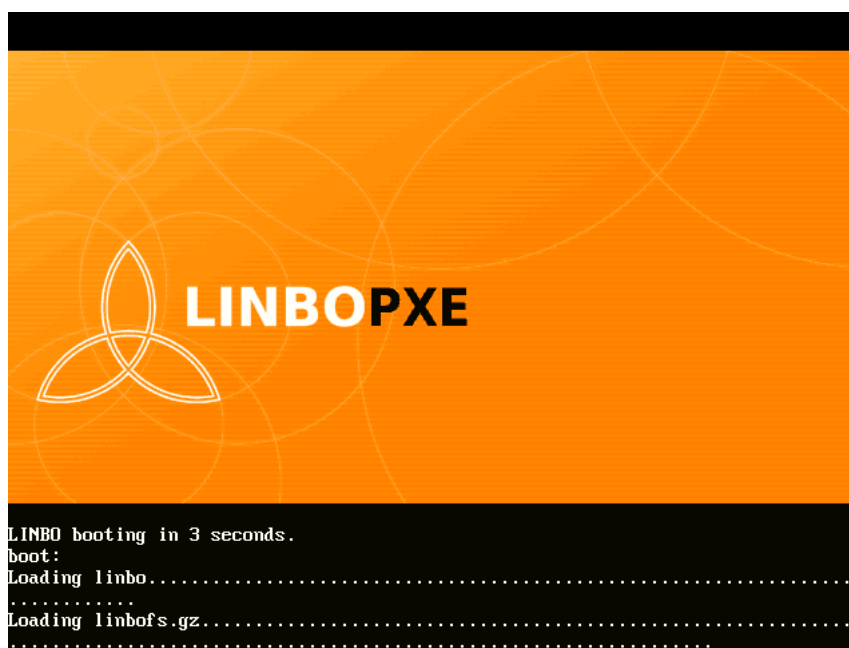 LINBOPXE
LINBO booting in 3 seconds.
boot:
Loading linbo..................................................................
............
Loading linbofs.gz.............................................................
..................................................................